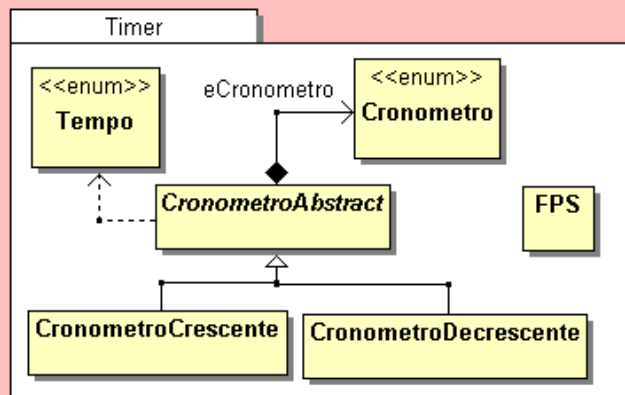 Timer
<<enum>>
Tempo
eCronometro
<<enum>>
Cronometro
CronometroAbstract
FPS
CronometroCrescente
CronometroDecrescente